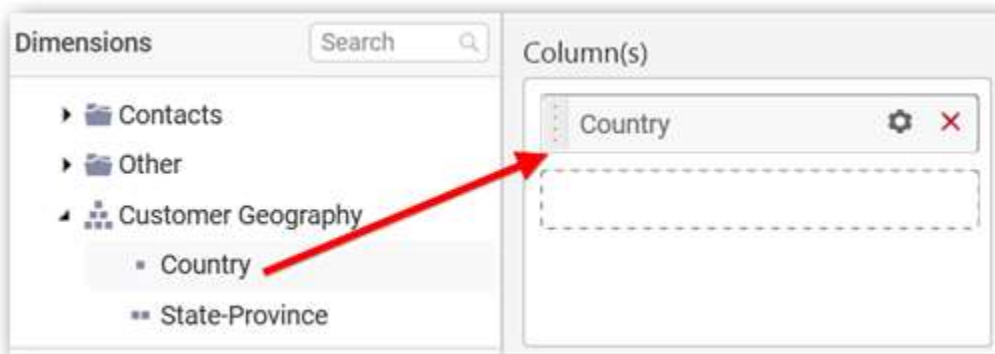 Dimensions
Search
Contacts
Other
Customer Geography
Country
State-Province
Column(s)
Country